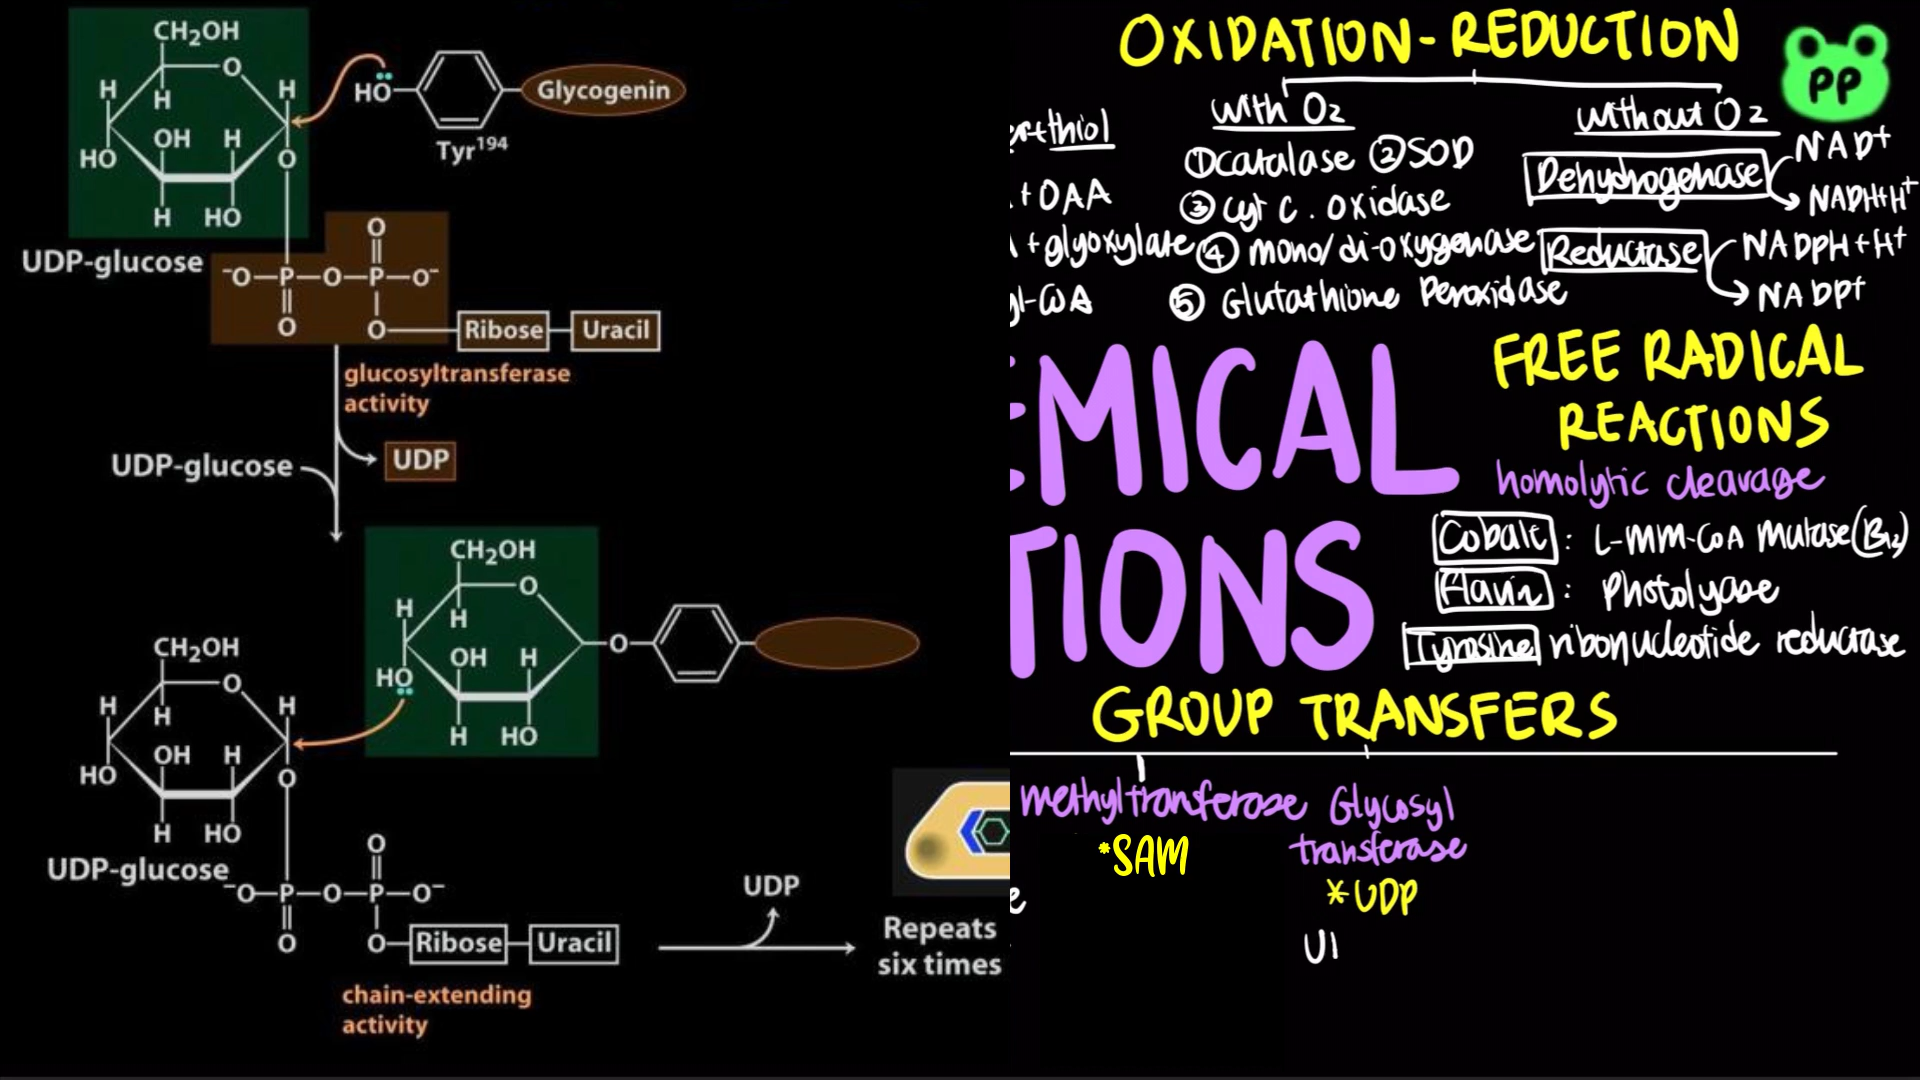 CH₂OH
O
H
H
H
OH
H
HO
O
H
HO
HO
Glycogenin
Tyr¹⁹⁴
UDP-glucose
O
⁻O—P—O—P—O⁻
O
O
Ribose
Uracil
glucosyltransferase
activity
UDP-glucose
UDP
CH₂OH
O
H
H
OH
H
HO
H
HO
O
CH₂OH
O
H
H
H
OH
H
HO
O
H
HO
UDP-glucose
O
⁻O—P—O—P—O⁻
O
O
Ribose
Uracil
chain-extending
activity
UDP
Repeats
six times
OXIDATION-REDUCTION
PP
thiol
+OAA
+glyoxylate
With O₂
①catalase ②SOD
③ cyt c. oxidase
④ mono/di-oxygenase
⑤ Glutathione Peroxidase
without O₂
Dehydrogenase
NAD⁺
NADH+H⁺
Reductase
NADPH+H⁺
NADP⁺
EMICAL
TIONS
FREE RADICAL
REACTIONS
homolytic cleavage
Cobalt : L-MM-CoA Mutase(B₁₂)
Flavin : Photolyase
Tyrosine ribonucleotide reductase
GROUP TRANSFERS
methyltransferase
*SAM
Glycosyl
transferase
*UDP